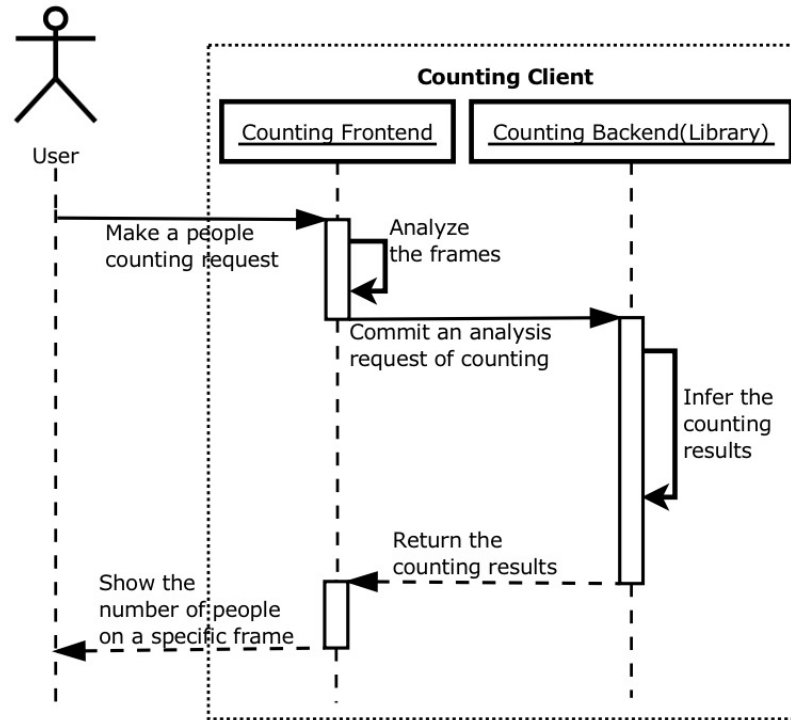 Counting Client
Counting Frontend
Counting Backend(Library)
User
Make a people
counting request
Analyze
the frames
Commit an analysis
request of counting
Infer the
counting
results
Return the
counting results
Show the
number of people
on a specific frame